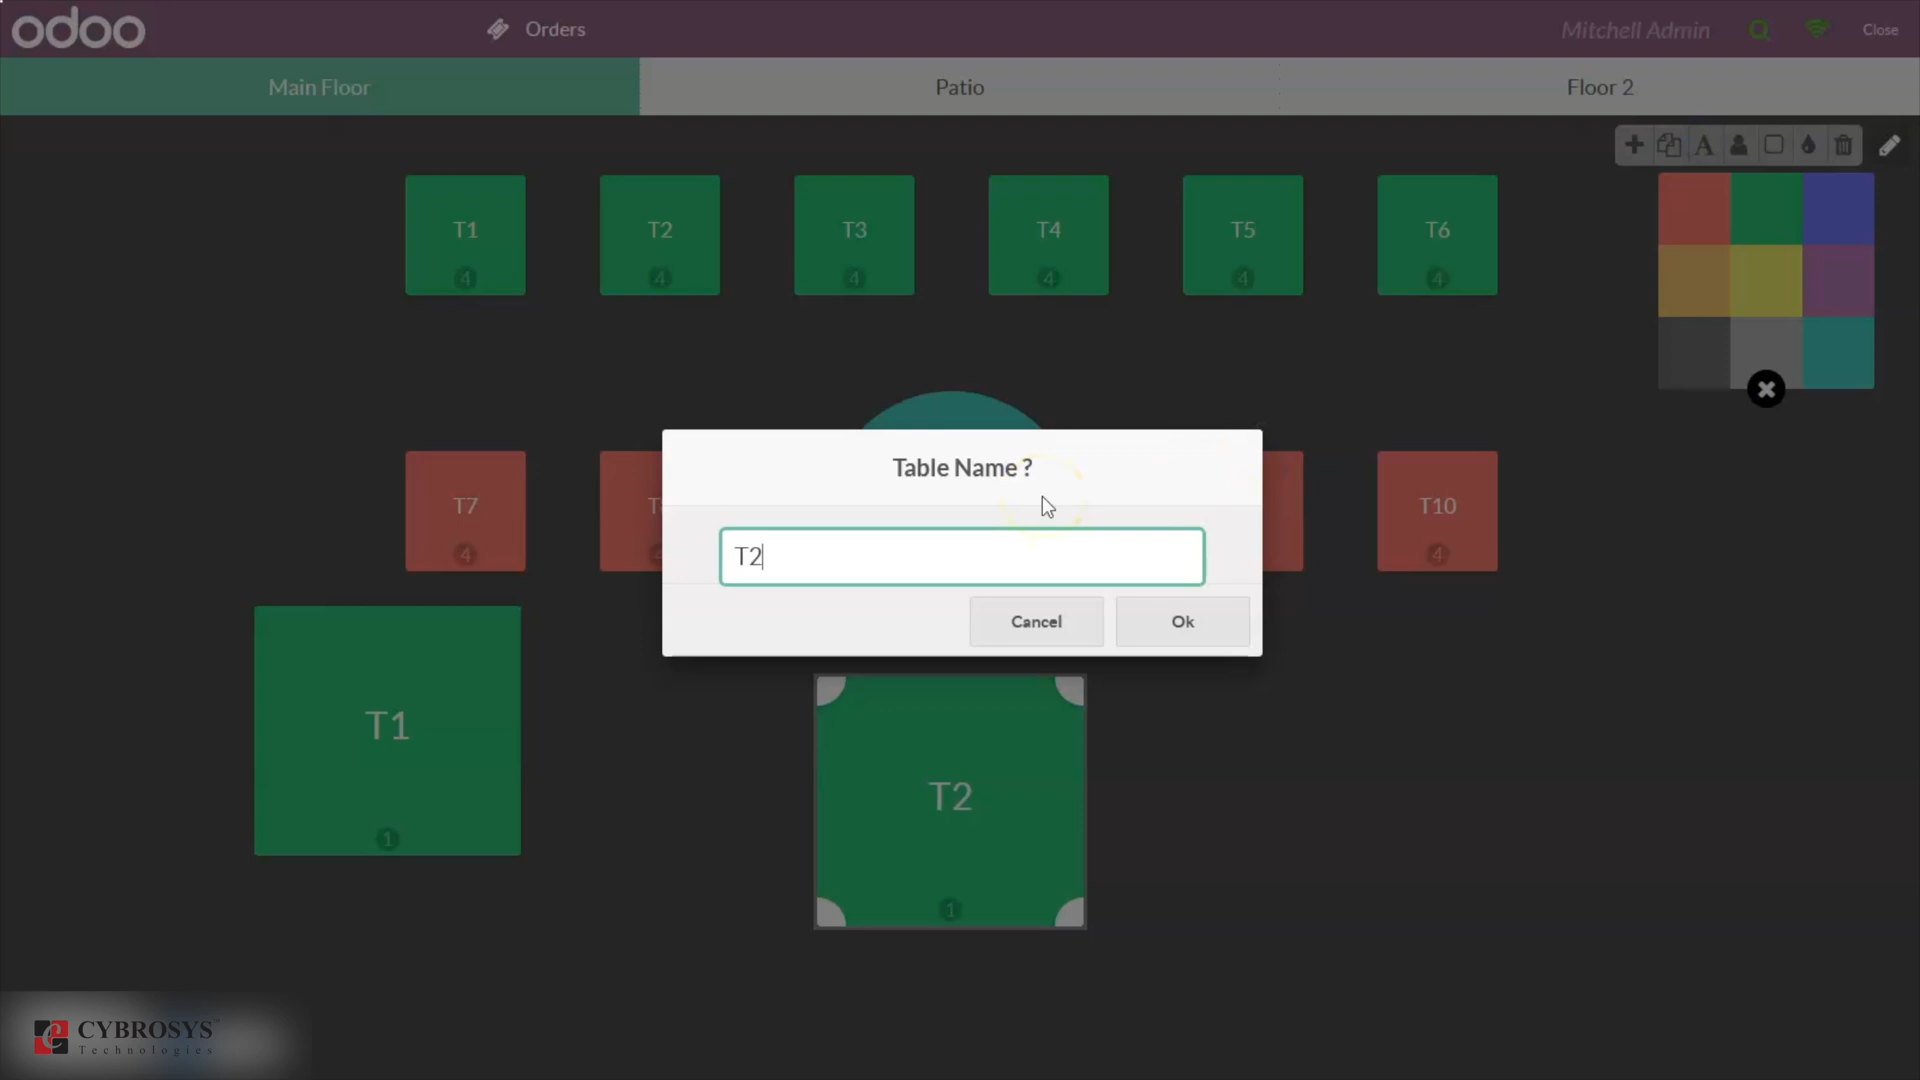 odoo
Orders
Mitchell Admin
Close
Main Floor
Patio
Floor 2
A
T1
T2
T3
T4
T5
T6
4
4
4
4
4
4
Table Name ?
T7
T10
4
4
T2
Cancel
Ok
T1
1
T2
1
CYBROSYS™
Technologies